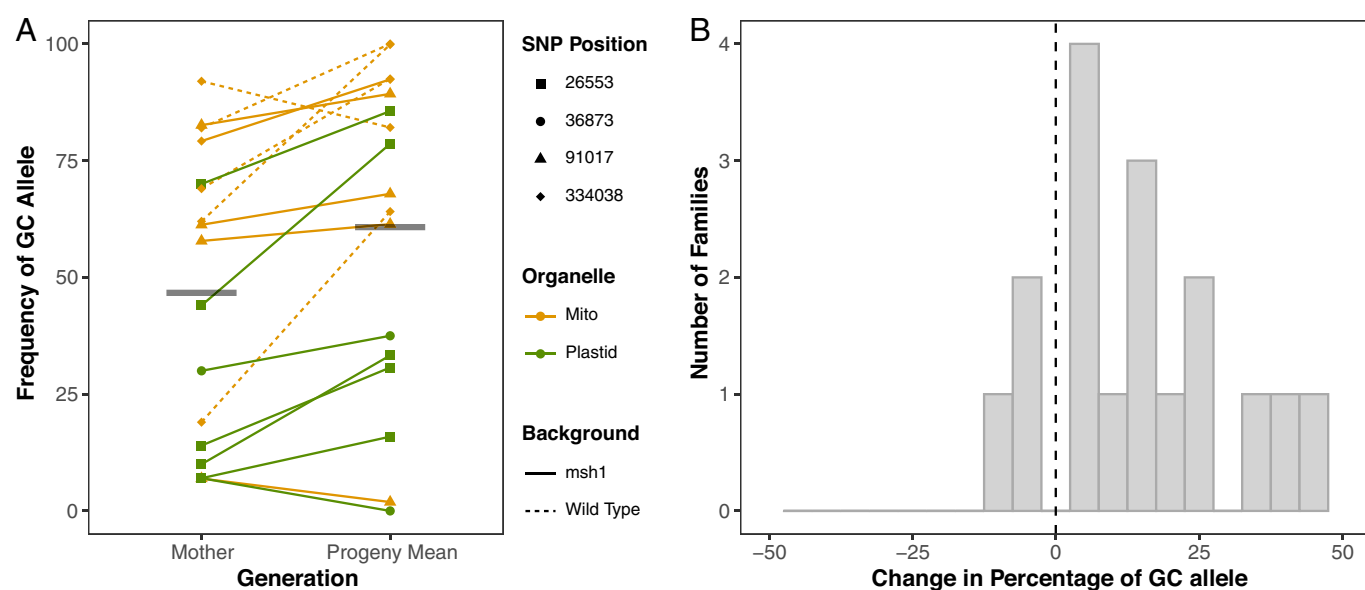 A
Frequency of GC Allele
100
75
50
25
0
Mother
Progeny Mean
Generation
SNP Position
26553
36873
91017
334038
Organelle
Mito
Plastid
Background
msh1
Wild Type
B
Number of Families
4
3
2
1
0
−50
−25
0
25
50
Change in Percentage of GC allele